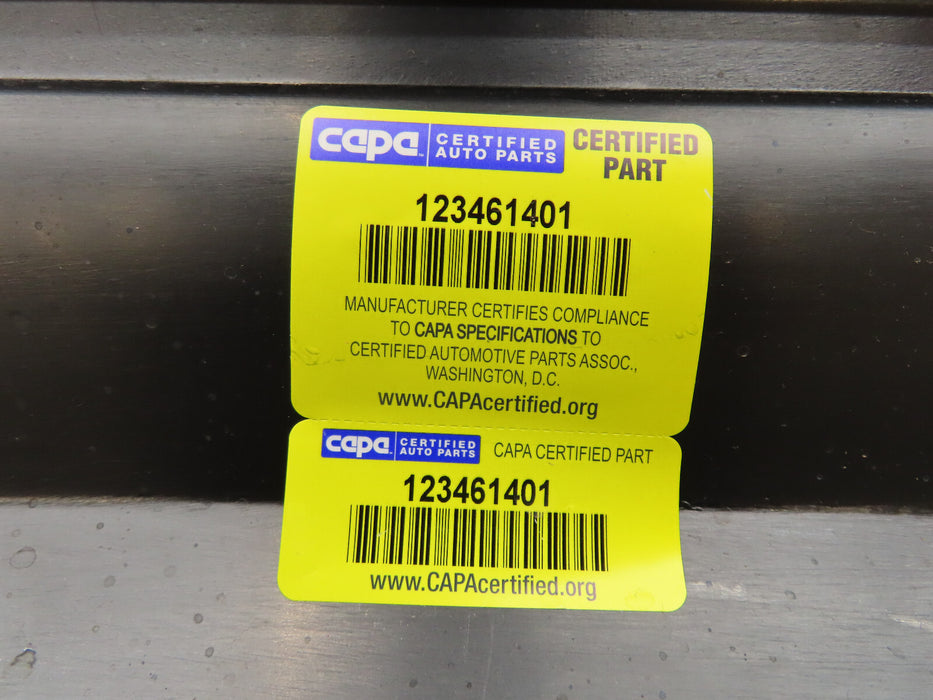 capa CERTIFIED AUTO PARTS CERTIFIED PART
123461401
MANUFACTURER CERTIFIES COMPLIANCE
TO CAPA SPECIFICATIONS TO
CERTIFIED AUTOMOTIVE PARTS ASSOC.,
WASHINGTON, D.C.
www.CAPAcertified.org
capa CERTIFIED AUTO PARTS CAPA CERTIFIED PART
123461401
www.CAPAcertified.org